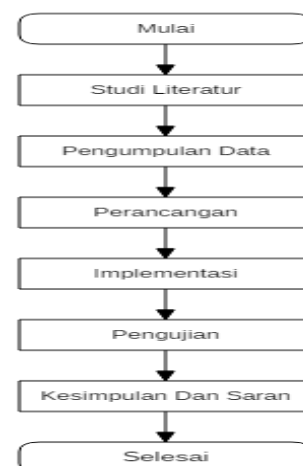 Mulai
Studi Literatur
Pengumpulan Data
Perancangan
Implementasi
Pengujian
Kesimpulan Dan Saran
Selesai